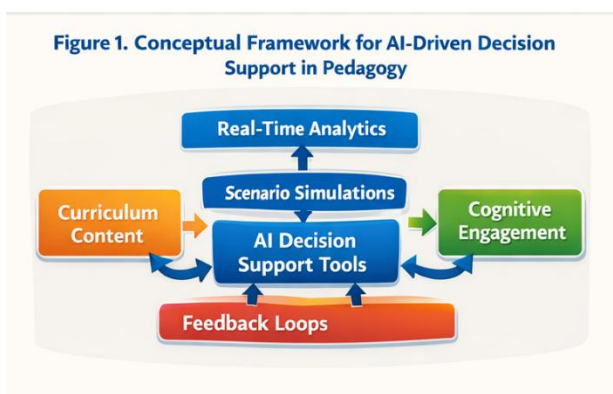 Figure 1. Conceptual Framework for AI-Driven Decision
Support in Pedagogy
Real-Time Analytics
Scenario Simulations
Curriculum
Content
AI Decision
Support Tools
Cognitive
Engagement
Feedback Loops